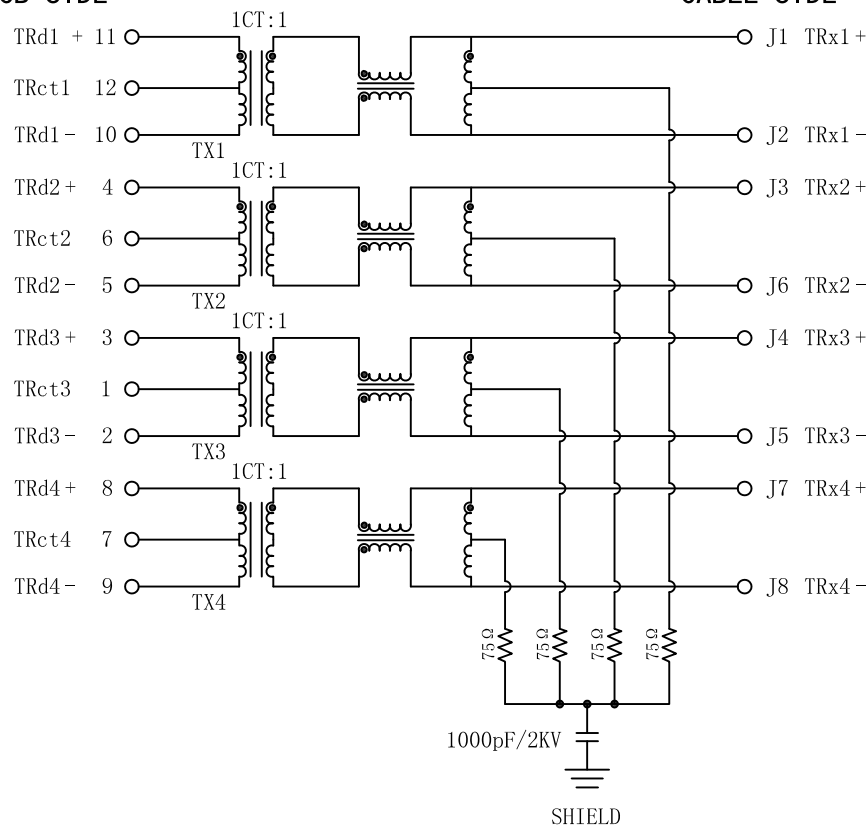 1CT:1
TRd1 + 11 J1 TRx1+
TRct1 12
TRd1- 10 J2 TRx1-
TX1
1CT:1
TRd2+ 4 J3 TRx2+
TRct2 6
TRd2- 5 J6 TRx2-
TX2
1CT:1
TRd3+ 3 J4 TRx3+
TRct3 1
TRd3- 2 J5 TRx3-
TX3
1CT:1
TRd4+ 8 J7 TRx4+
TRct4 7
TRd4- 9 J8 TRx4-
TX4
75Ω 75Ω 75Ω 75Ω
1000pF/2KV
SHIELD